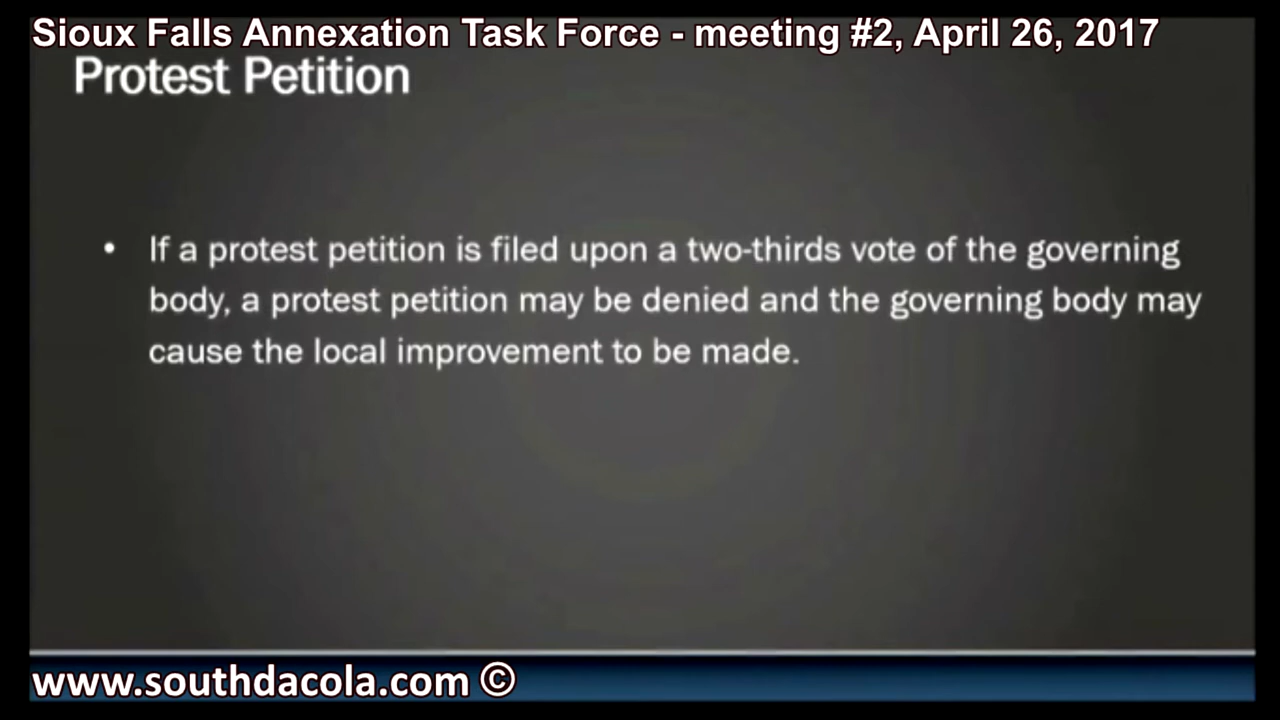 Sioux Falls Annexation Task Force - meeting #2, April 26, 2017
Protest Petition
• If a protest petition is filed upon a two-thirds vote of the governing
body, a protest petition may be denied and the governing body may
cause the local improvement to be made.
www.southdacola.com ©